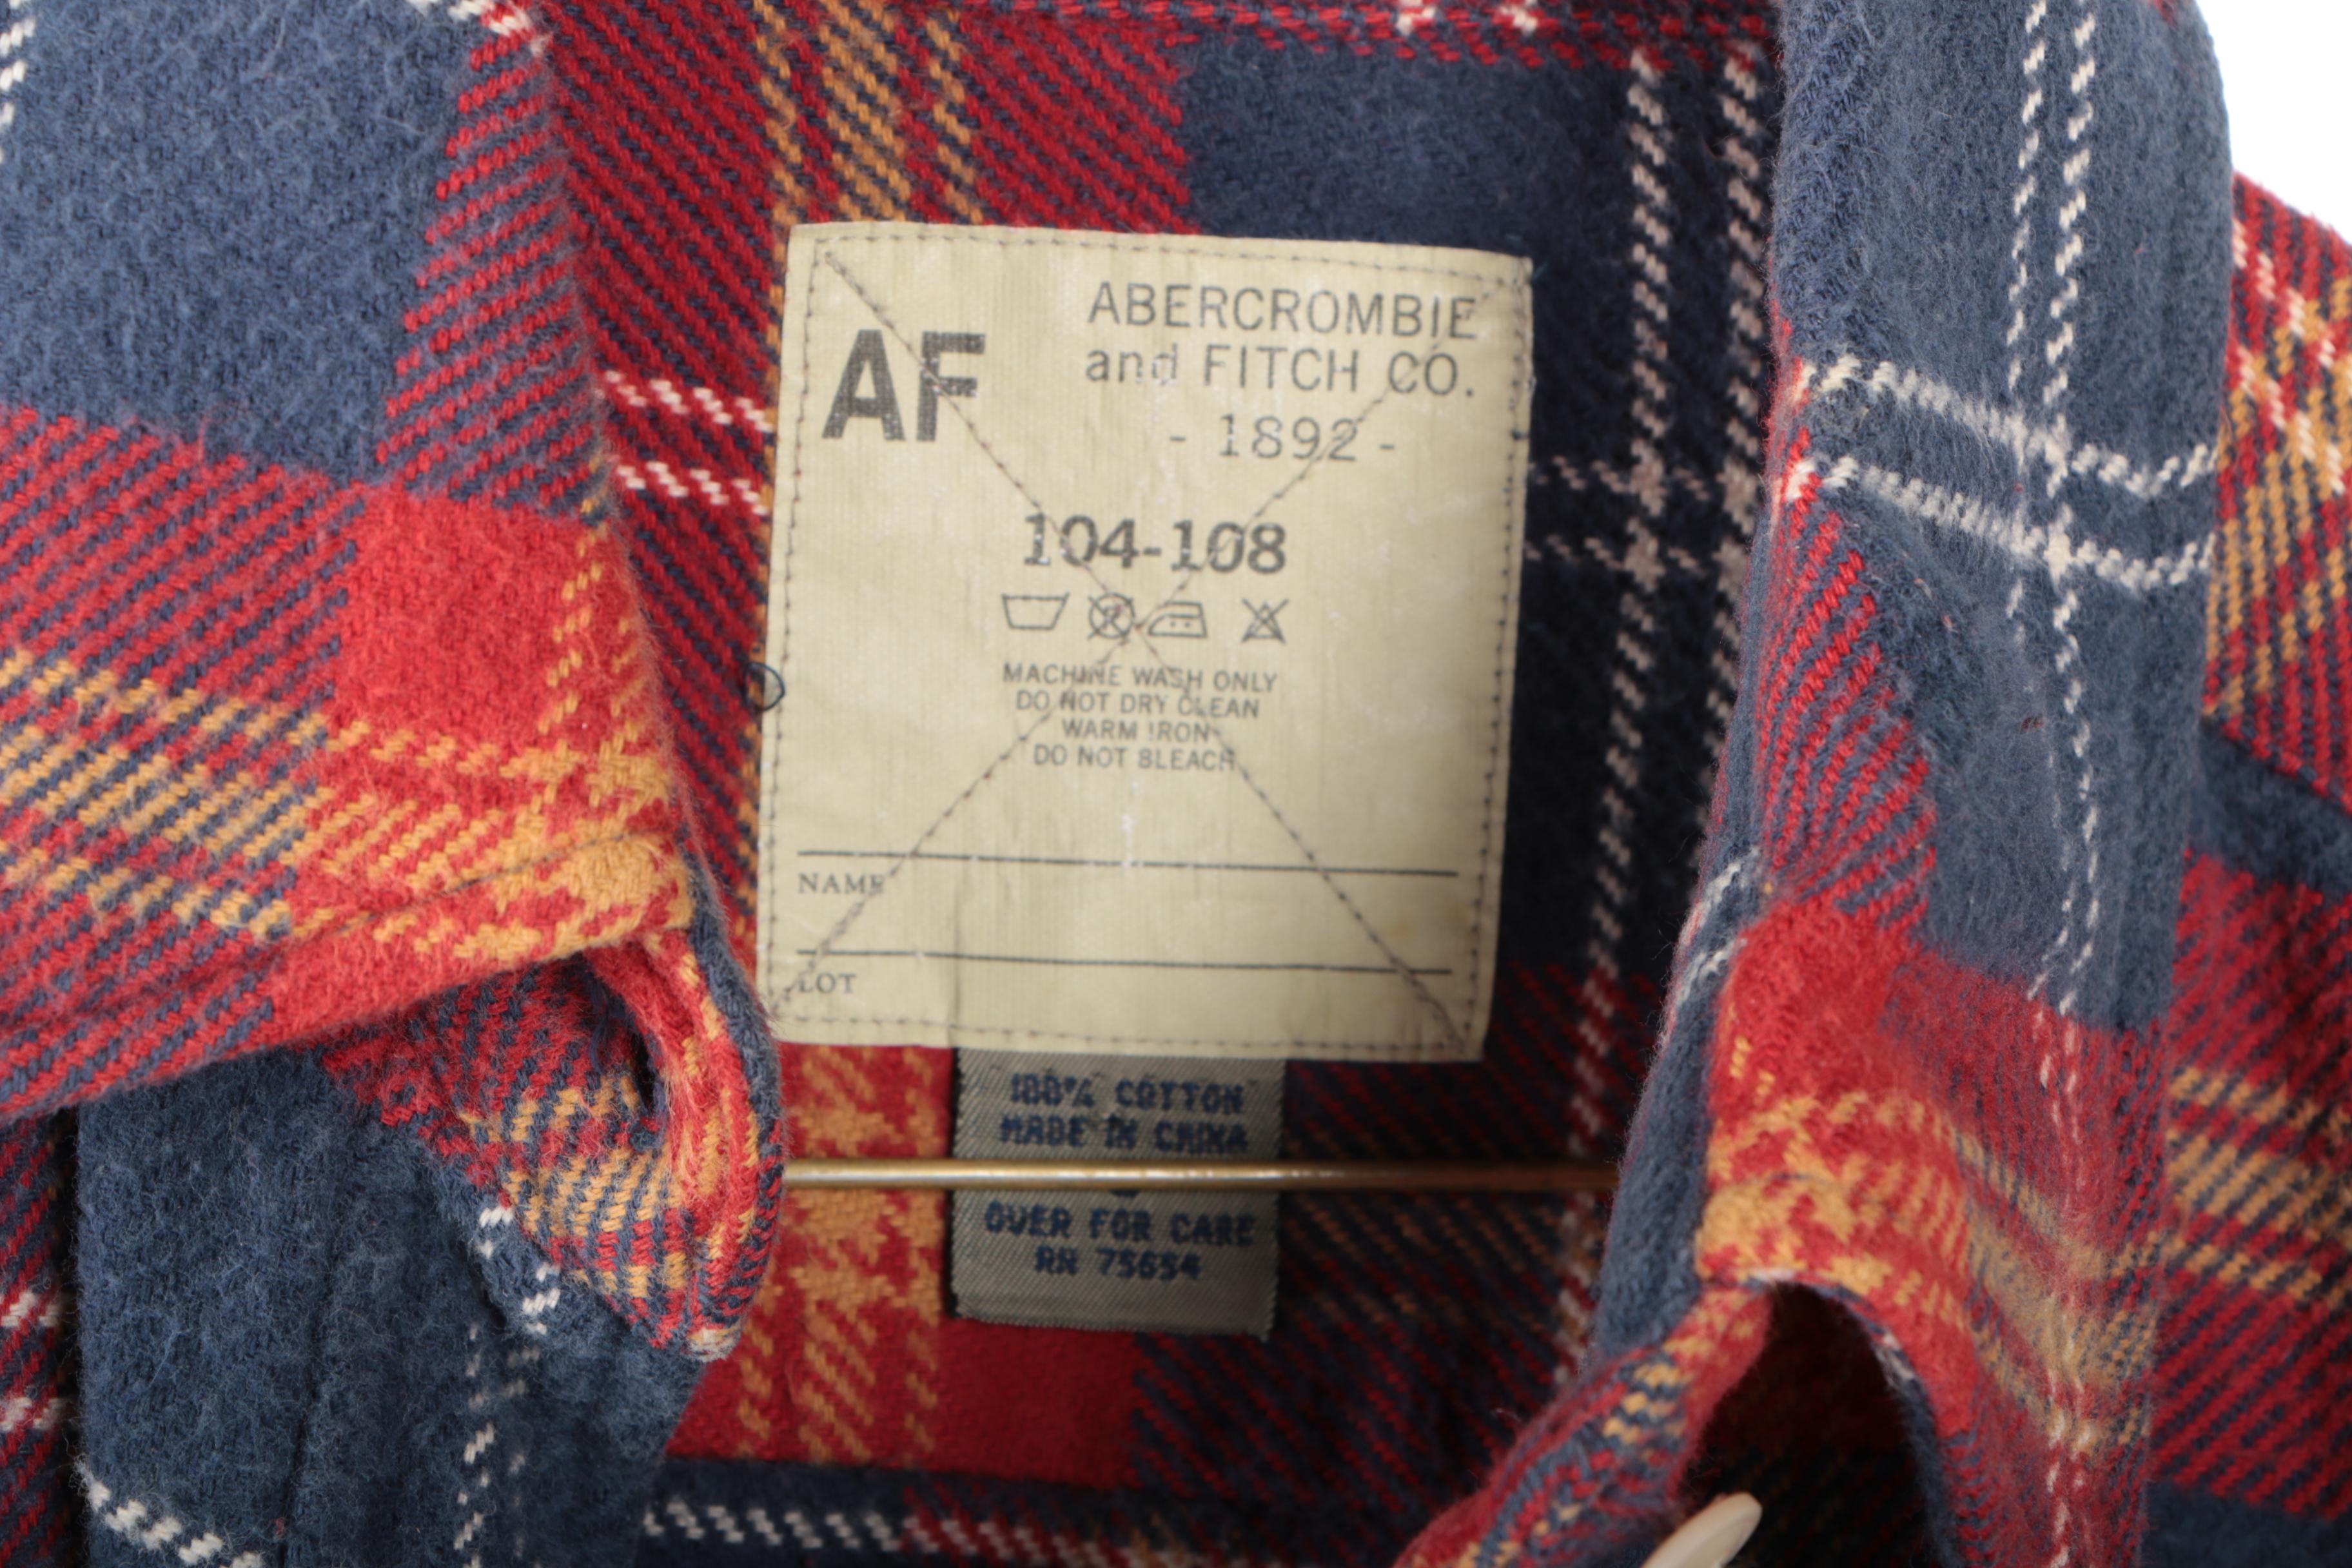 ABERCROMBIE
AF
and FITCH CO.
- 1892 -
104-108
MACHINE WASH ONLY
DO NOT DRY CLEAN
WARM IRON
DO NOT BLEACH
NAME
LOT
100% COTTON
MADE IN CHINA
OVER FOR CARE
RN 75654